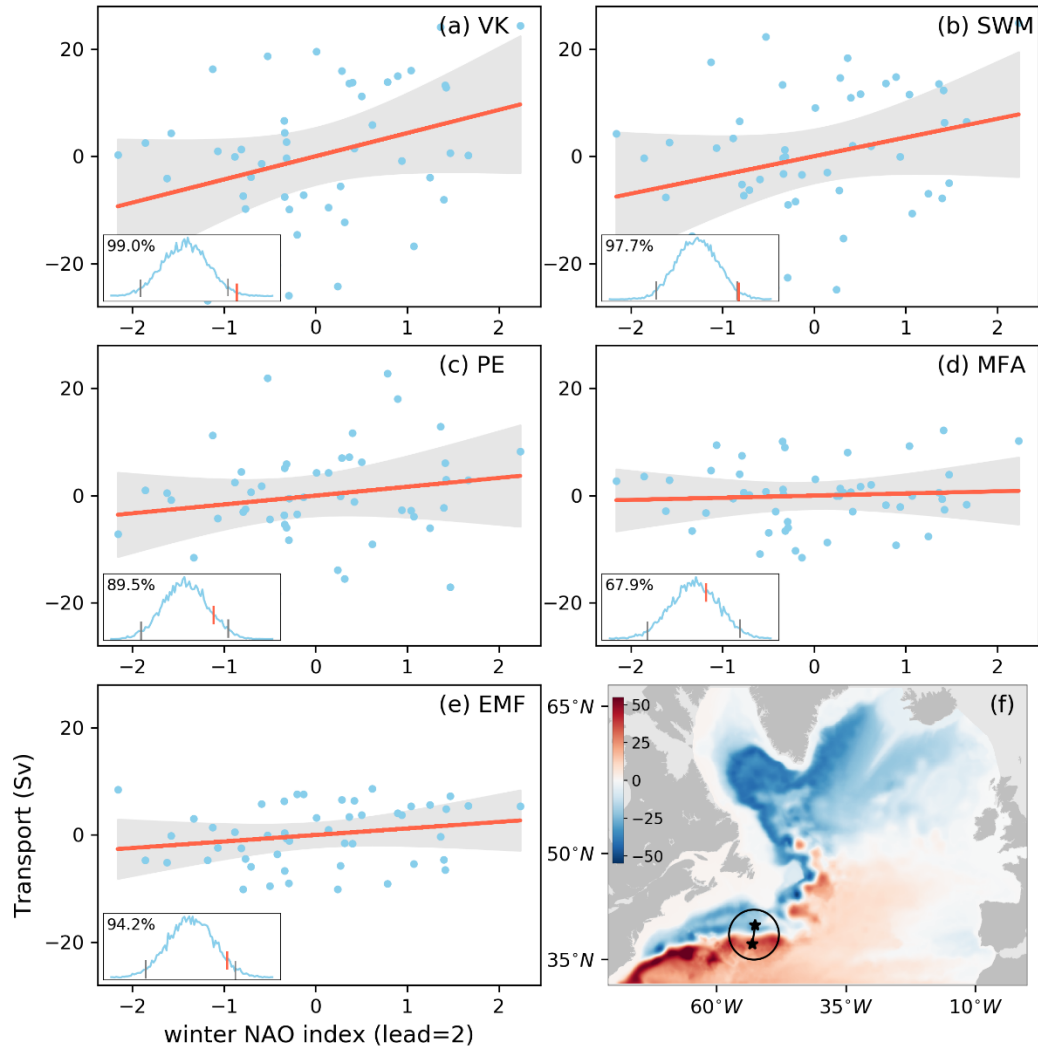 (a) VK
20
0
−20
99.0%
−2 −1 0 1 2
(b) SWM
20
0
−20
97.7%
−2 −1 0 1 2
(c) PE
20
0
−20
89.5%
−2 −1 0 1 2
(d) MFA
20
0
−20
67.9%
−2 −1 0 1 2
(e) EMF
20
0
−20
94.2%
−2 −1 0 1 2
Transport (Sv)
winter NAO index (lead=2)
(f)
65°N
50°N
35°N
50
25
0
−25
−50
60°W 35°W 10°W